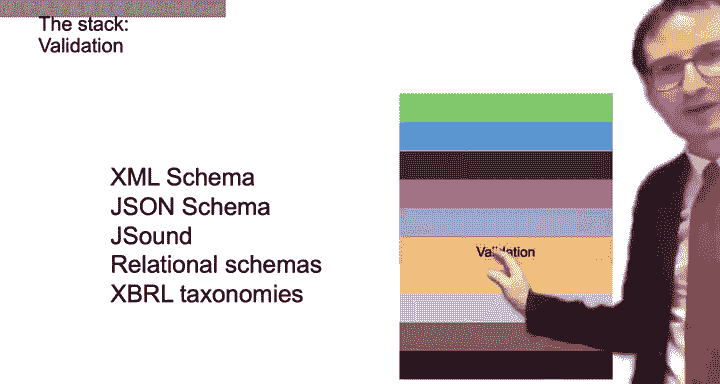 The stack:
Validation
XML Schema
JSON Schema
JSound
Relational schemas
XBRL taxonomies
Validation